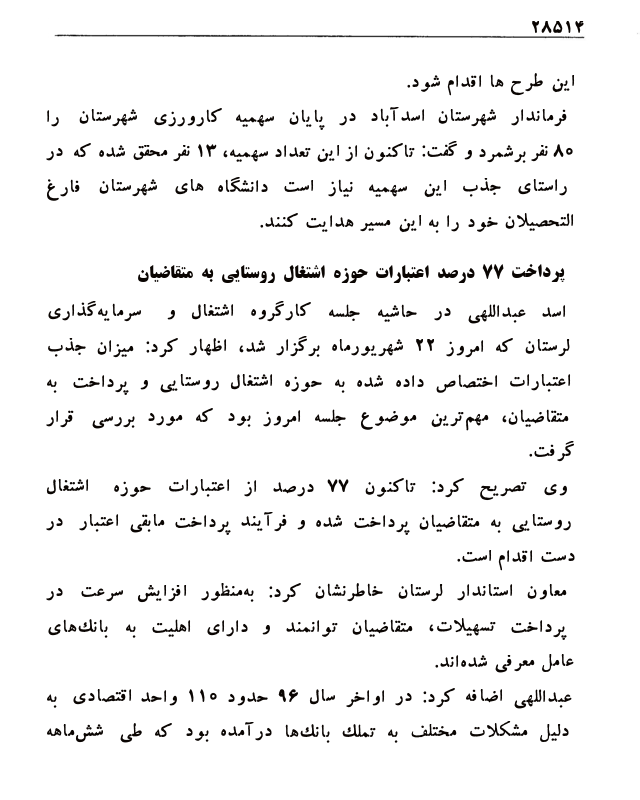 ۲۸۵۱۴
این طرح ها اقدام شود.
فرماندار شهرستان اسدآباد در پایان سهمیه کارورزی شهرستان را
۸۰ نفر برشمرد و گفت: تاکنون از این تعداد سهمیه، ۱۳ نفر محقق شده که در
راستای جذب این سهمیه نیاز است دانشگاه های شهرستان فارغ
التحصیلان خود را به این مسیر هدایت کنند.
پرداخت ۷۷ درصد اعتبارات حوزه اشتغال روستایی به متقاضیان
اسد عبداللهی در حاشیه جلسه کارگروه اشتغال و سرمایه‌گذاری
لرستان که امروز ۲۲ شهریورماه برگزار شد، اظهار کرد: میزان جذب
اعتبارات اختصاص داده شده به حوزه اشتغال روستایی و پرداخت به
متقاضیان، مهم‌ترین موضوع جلسه امروز بود که مورد بررسی قرار
گرفت.
وی تصریح کرد: تاکنون ۷۷ درصد از اعتبارات حوزه اشتغال
روستایی به متقاضیان پرداخت شده و فرآیند پرداخت مابقی اعتبار در
دست اقدام است.
معاون استاندار لرستان خاطرنشان کرد: به‌منظور افزایش سرعت در
پرداخت تسهیلات، متقاضیان توانمند و دارای اهلیت به بانك‌های
عامل معرفی شده‌اند.
عبداللهی اضافه کرد: در اواخر سال ۹۶ حدود ۱۱۰ واحد اقتصادی به
دلیل مشکلات مختلف به تملك بانك‌ها درآمده بود که طی شش‌ماهه